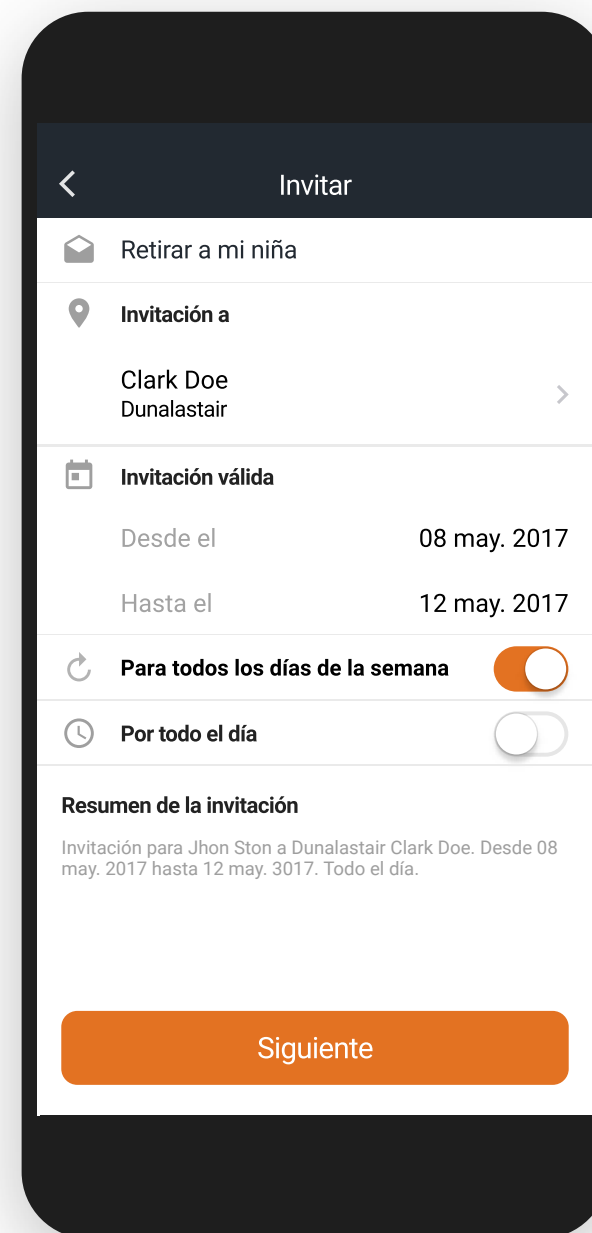 Invitar
Retirar a mi niña
Invitación a
Clark Doe
Dunalastair
Invitación válida
Desde el 08 may. 2017
Hasta el 12 may. 2017
Para todos los días de la semana
Por todo el día
Resumen de la invitación
Invitación para Jhon Ston a Dunalastair Clark Doe. Desde 08
may. 2017 hasta 12 may. 3017. Todo el día.
Siguiente